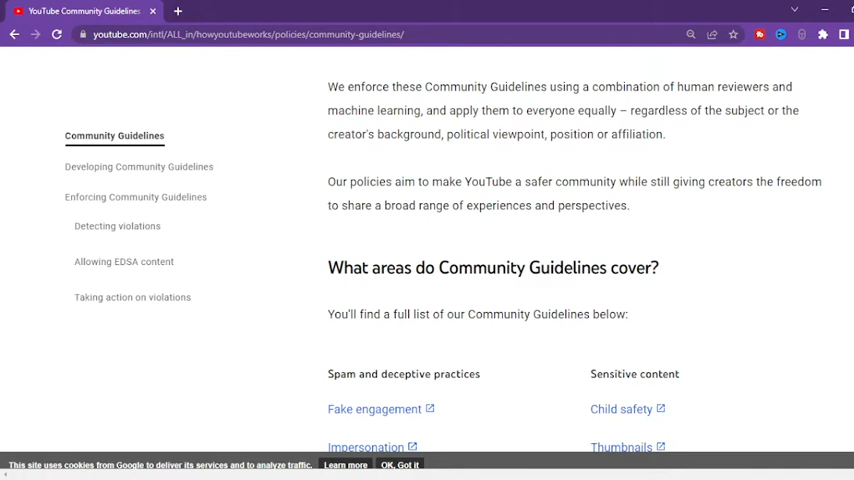 YouTube Community Guidelines
youtube.com/intl/ALL_in/howyoutubeworks/policies/community-guidelines/
Community Guidelines
Developing Community Guidelines
Enforcing Community Guidelines
Detecting violations
Allowing EDSA content
Taking action on violations
We enforce these Community Guidelines using a combination of human reviewers and
machine learning, and apply them to everyone equally – regardless of the subject or the
creator's background, political viewpoint, position or affiliation.
Our policies aim to make YouTube a safer community while still giving creators the freedom
to share a broad range of experiences and perspectives.
What areas do Community Guidelines cover?
You'll find a full list of our Community Guidelines below:
Spam and deceptive practices
Fake engagement
Impersonation
Sensitive content
Child safety
Thumbnails
This site uses cookies from Google to deliver its services and to analyze traffic. Learn more OK, Got it